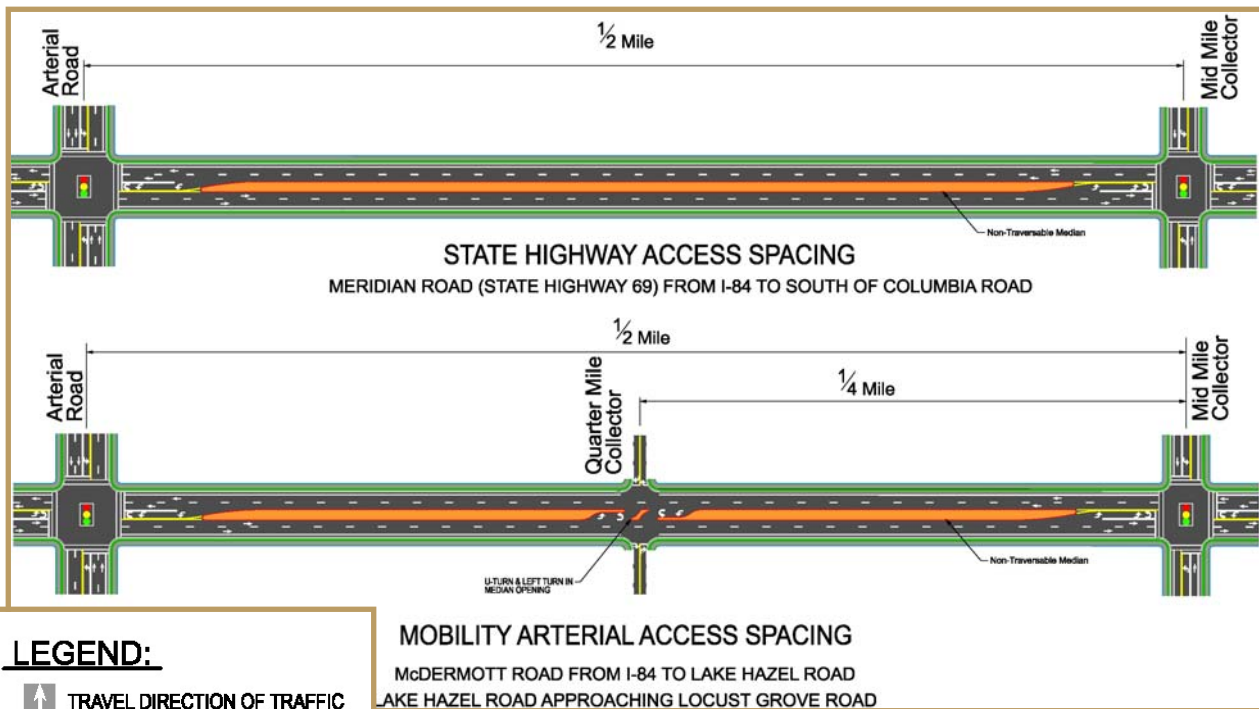 ½ Mile
Arterial
Road
Mid Mile
Collector
Non-Traversable Median
STATE HIGHWAY ACCESS SPACING
MERIDIAN ROAD (STATE HIGHWAY 69) FROM I-84 TO SOUTH OF COLUMBIA ROAD
½ Mile
Arterial
Road
Quarter Mile
Collector
¼ Mile
Mid Mile
Collector
U-TURN & LEFT TURN IN
MEDIAN OPENING
Non-Traversable Median
MOBILITY ARTERIAL ACCESS SPACING
McDERMOTT ROAD FROM I-84 TO LAKE HAZEL ROAD
LAKE HAZEL ROAD APPROACHING LOCUST GROVE ROAD
LEGEND:
TRAVEL DIRECTION OF TRAFFIC